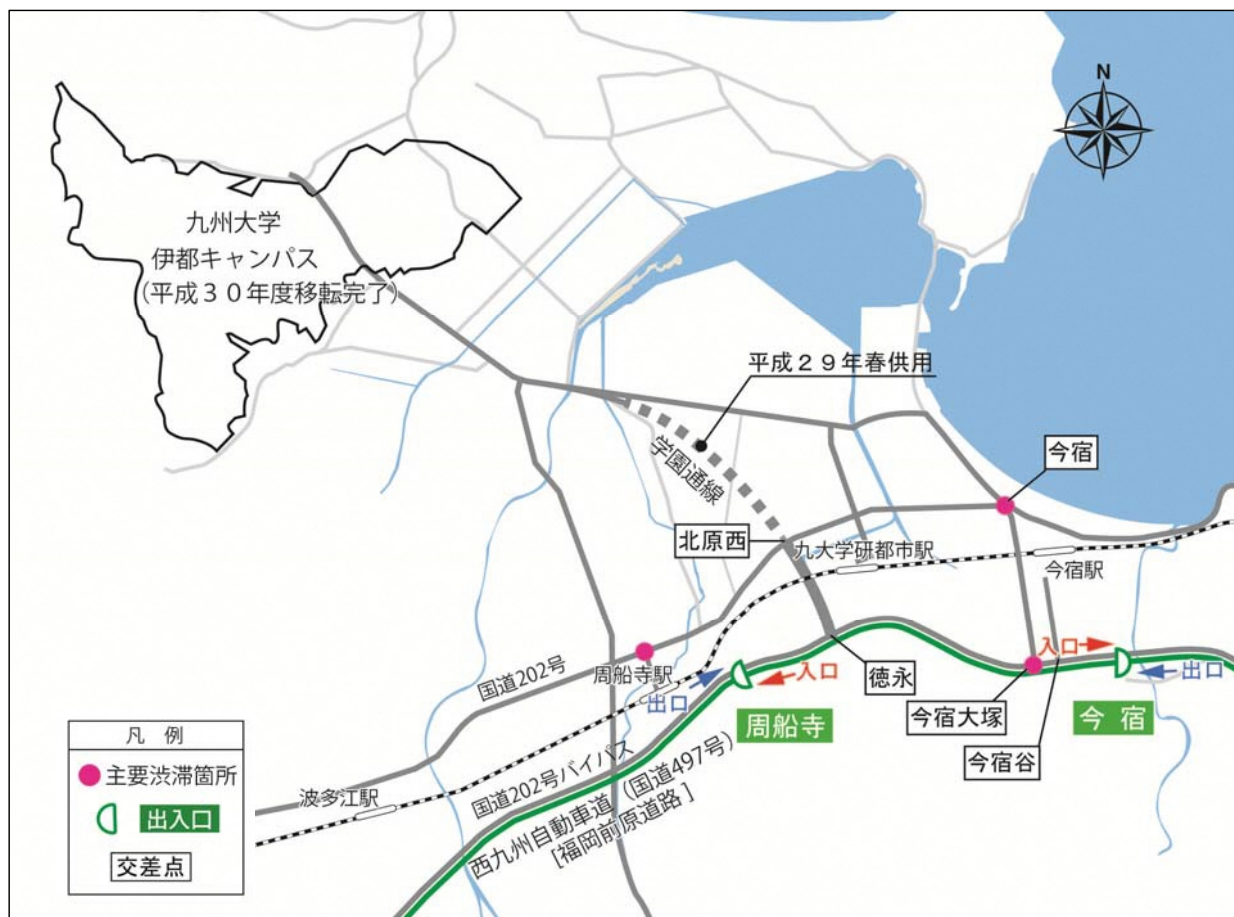 N
九州大学
伊都キャンパス
（平成３０年度移転完了）
平成２９年春供用
学園通線
今宿
北原西
九大学研都市駅
今宿駅
国道202号
周船寺駅
出口
入口
徳永
入口
出口
周船寺
今宿大塚
今宿
今宿谷
波多江駅
国道202号バイパス
西九州自動車道（国道497号）
［福岡前原道路］
凡 例
主要渋滞箇所
出入口
交差点